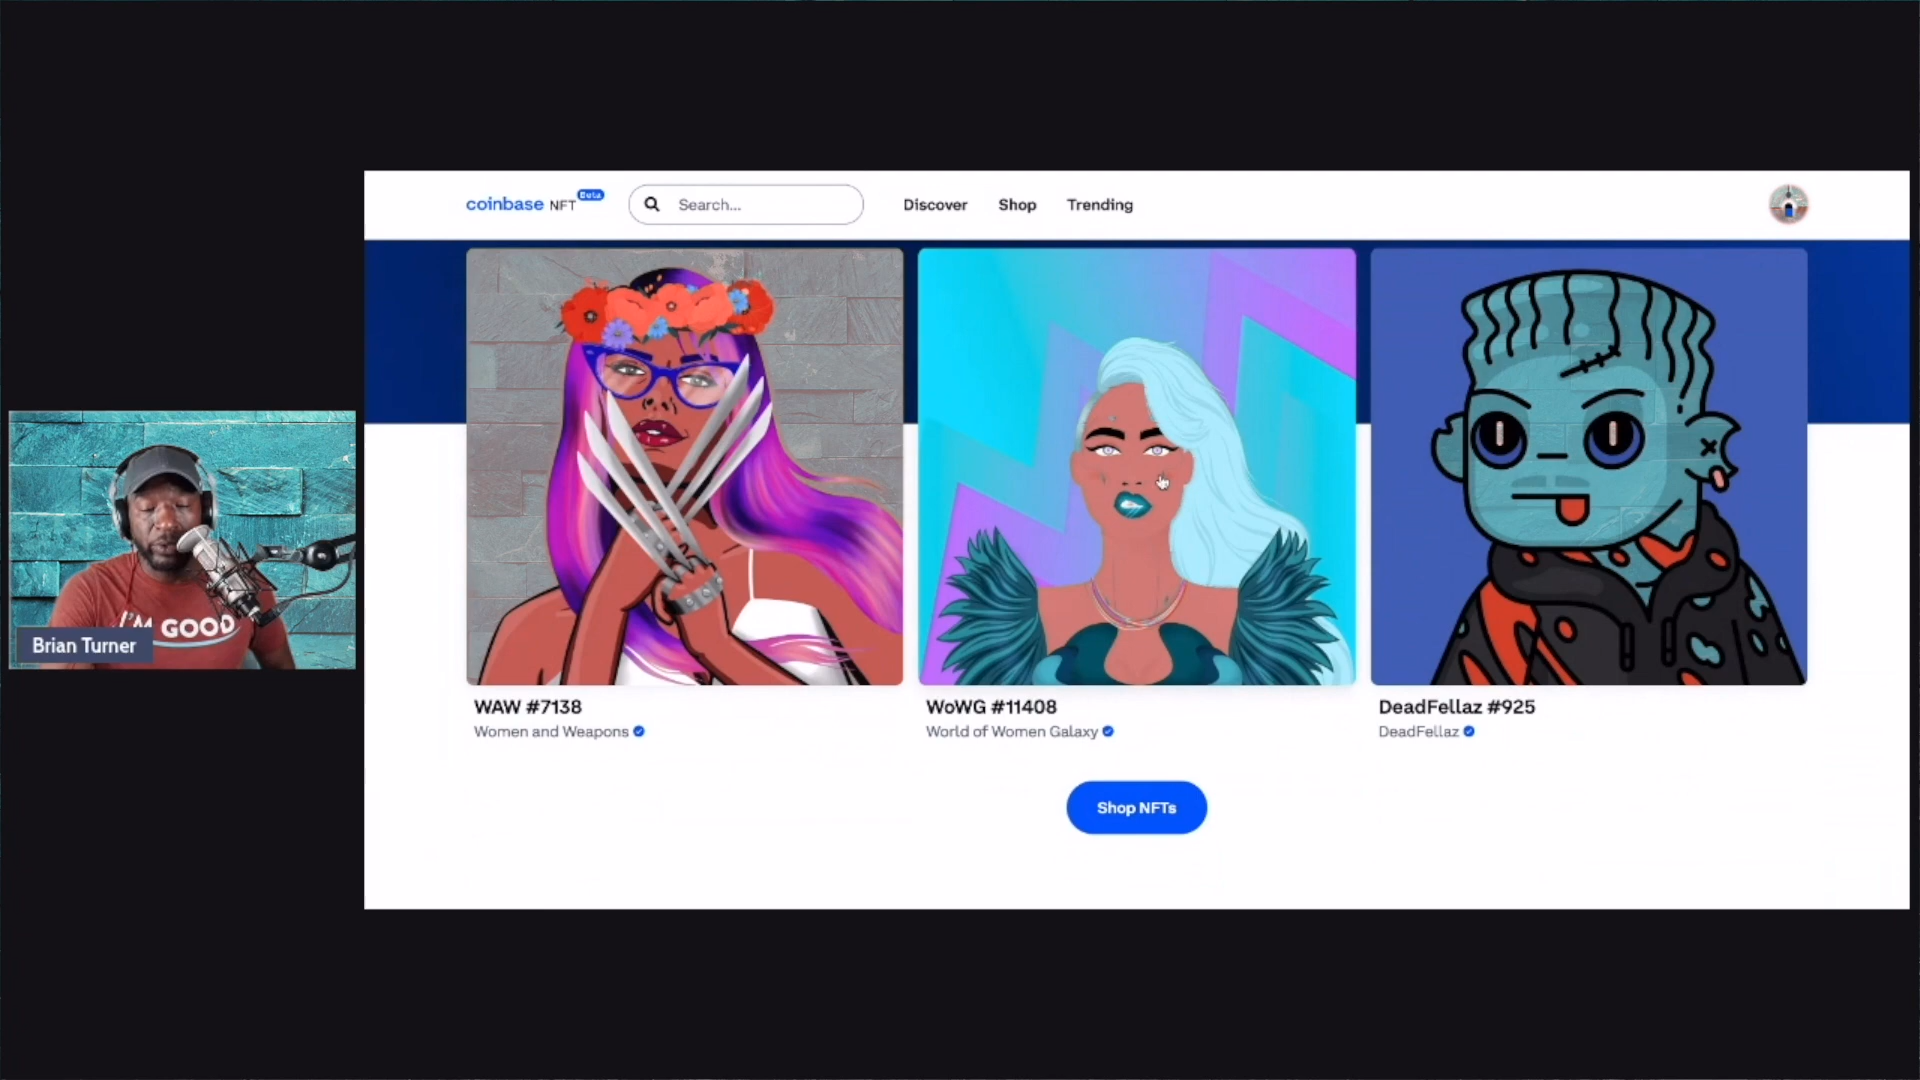 coinbase NFT Beta
Search...
Discover
Shop
Trending
I'M GOOD
Brian Turner
WAW #7138
Women and Weapons
WoWG #11408
World of Women Galaxy
DeadFellaz #925
DeadFellaz
Shop NFTs